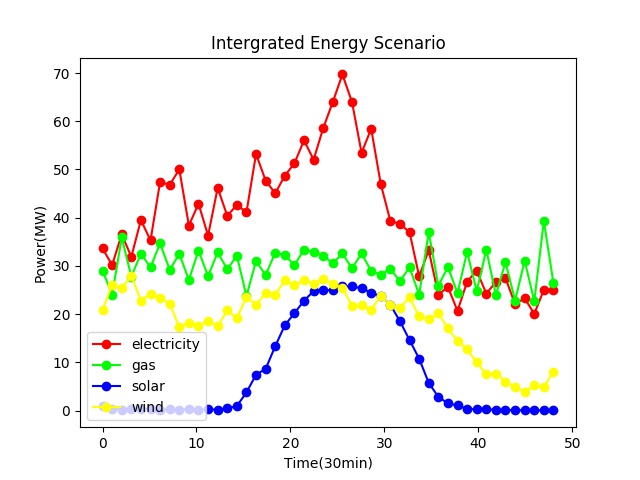 Intergrated Energy Scenario
Power(MW)
70
60
50
40
30
20
10
0
electricity
gas
solar
wind
0 10 20 30 40 50
Time(30min)